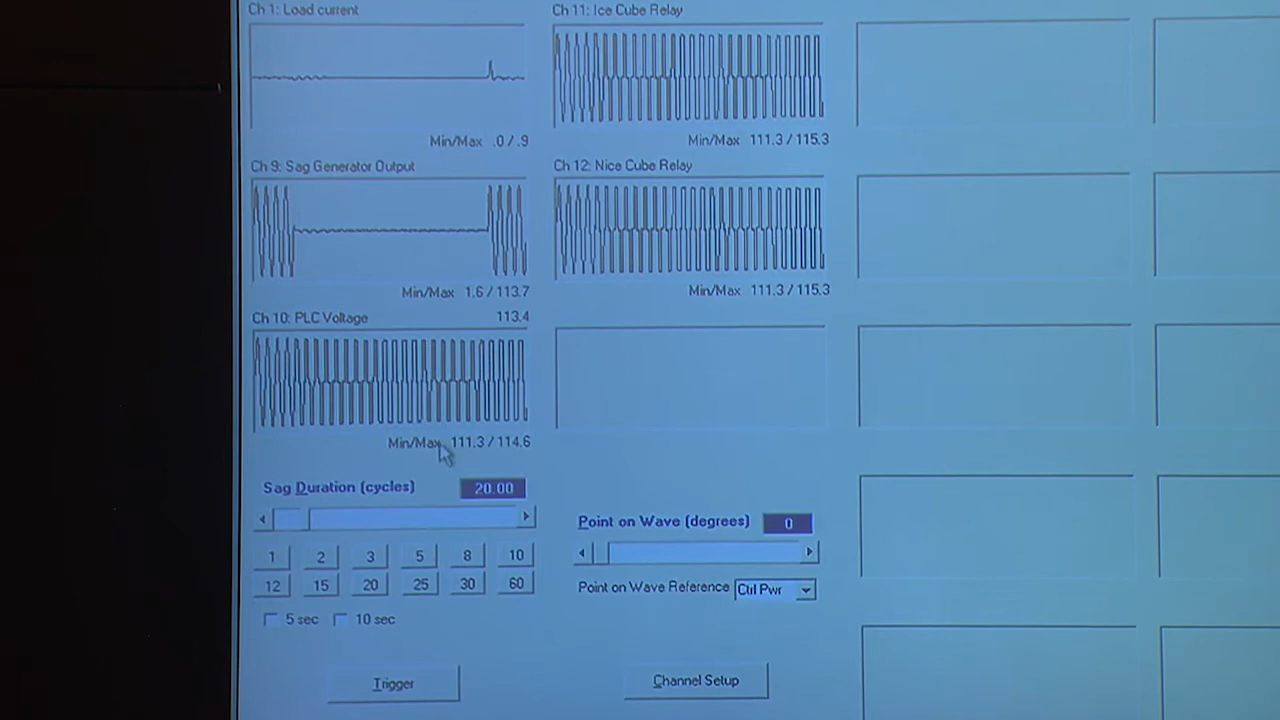 Ch 1: Load current
Min/Max .0 / .9
Ch 9: Sag Generator Output
Min/Max 1.6 / 113.7
Ch 10: PLC Voltage 113.4
Min/Max 111.3 / 114.6
Ch 11: Ice Cube Relay
Min/Max 111.3 / 115.3
Ch 12: Nice Cube Relay
Min/Max 111.3 / 115.3
Sag Duration (cycles) 20.00
1 2 3 5 8 10
12 15 20 25 30 60
5 sec 10 sec
Trigger
Point on Wave (degrees) 0
Point on Wave Reference Ctrl Pwr
Channel Setup